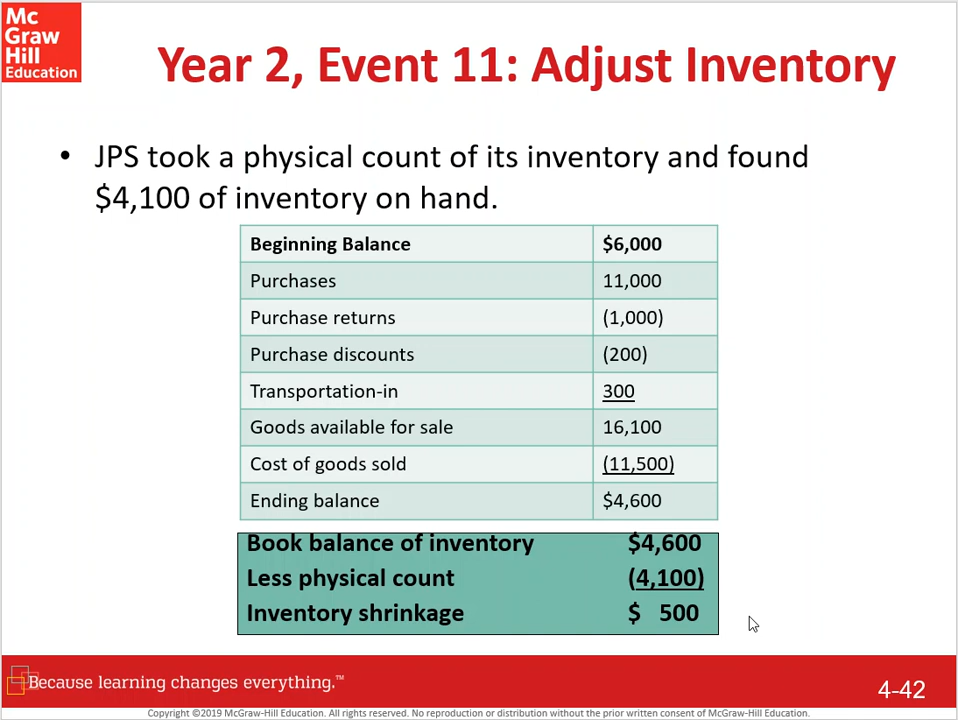 Mc
Graw
Hill
Education
Year 2, Event 11: Adjust Inventory
• JPS took a physical count of its inventory and found
$4,100 of inventory on hand.
Beginning Balance $6,000
Purchases 11,000
Purchase returns (1,000)
Purchase discounts (200)
Transportation-in 300
Goods available for sale 16,100
Cost of goods sold (11,500)
Ending balance $4,600
Book balance of inventory $4,600
Less physical count (4,100)
Inventory shrinkage $ 500
Because learning changes everything.™
4-42
Copyright ©2019 McGraw-Hill Education. All rights reserved. No reproduction or distribution without the prior written consent of McGraw-Hill Education.